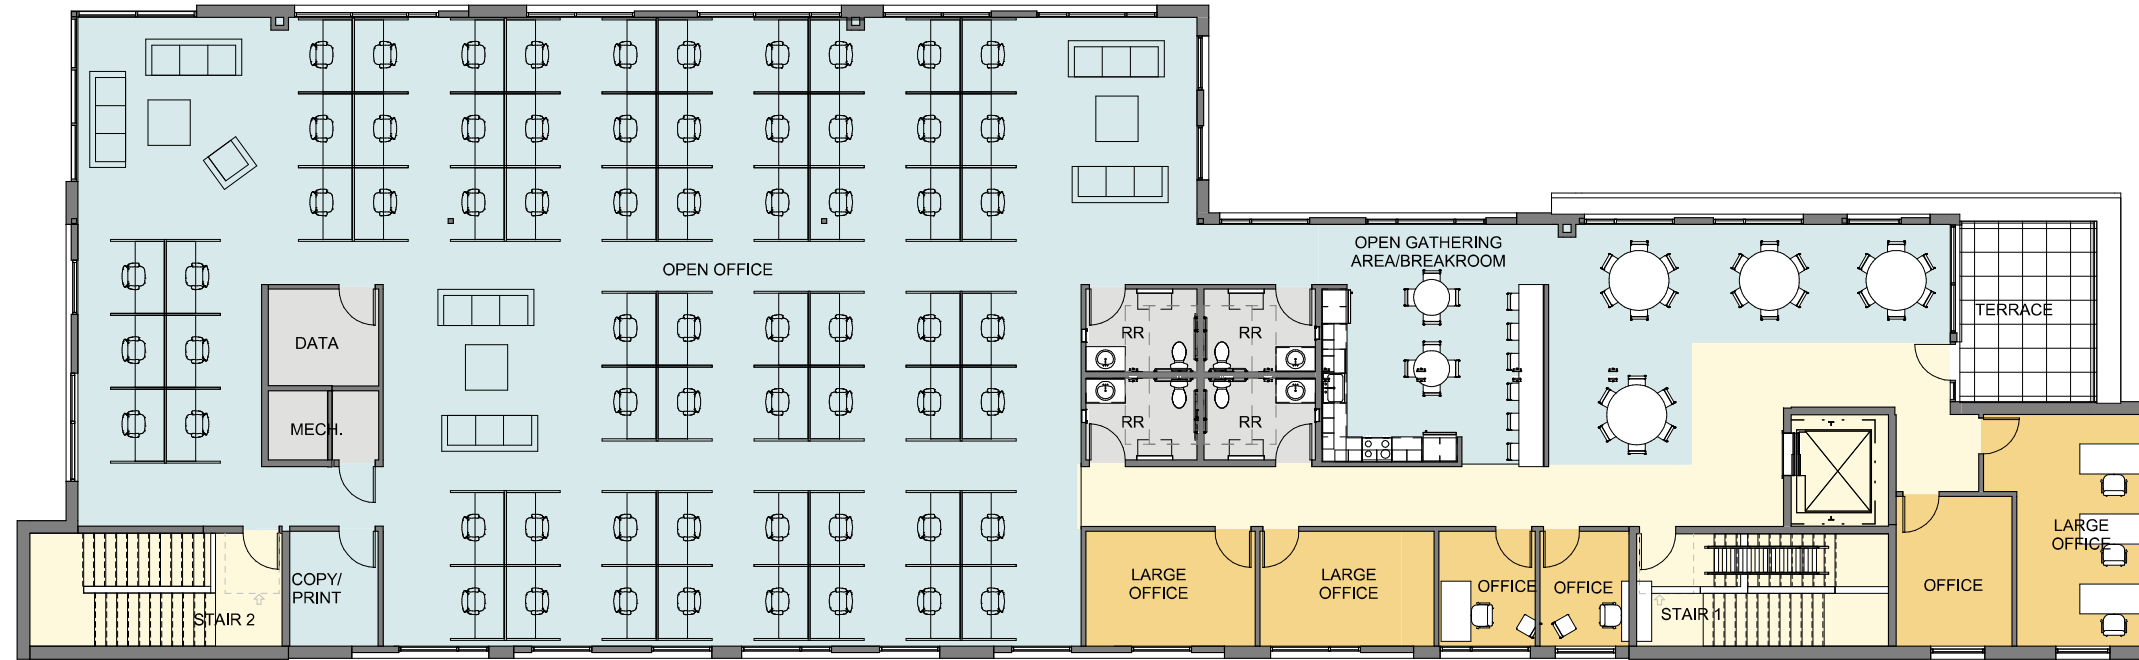 OPEN GATHERING
AREA/BREAKROOM
OPEN OFFICE
TERRACE
DATA
RR
RR
MECH.
RR
RR
COPY/
PRINT
STAIR 2
LARGE
OFFICE
LARGE
OFFICE
OFFICE
OFFICE
STAIR 1
OFFICE
LARGE
OFFICE